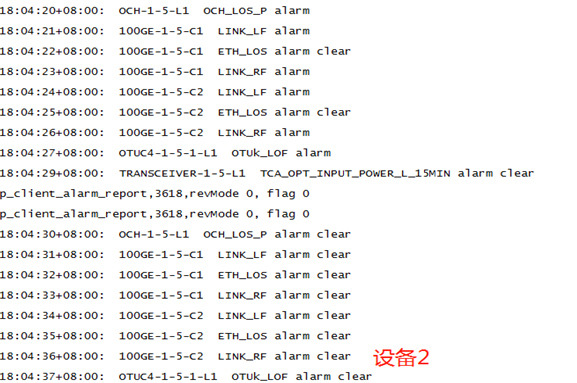 18:04:20+08:00:  OCH-1-5-L1  OCH_LOS_P alarm
18:04:21+08:00:  100GE-1-5-C1  LINK_LF alarm
18:04:22+08:00:  100GE-1-5-C1  ETH_LOS alarm clear
18:04:23+08:00:  100GE-1-5-C1  LINK_RF alarm
18:04:24+08:00:  100GE-1-5-C2  LINK_LF alarm
18:04:25+08:00:  100GE-1-5-C2  ETH_LOS alarm clear
18:04:26+08:00:  100GE-1-5-C2  LINK_RF alarm
18:04:27+08:00:  OTUC4-1-5-1-L1  OTUk_LOF alarm
18:04:29+08:00:  TRANSCEIVER-1-5-L1  TCA_OPT_INPUT_POWER_L_15MIN alarm clear
p_client_alarm_report,3618,revMode 0, flag 0
p_client_alarm_report,3618,revMode 0, flag 0
18:04:30+08:00:  OCH-1-5-L1  OCH_LOS_P alarm clear
18:04:31+08:00:  100GE-1-5-C1  LINK_LF alarm clear
18:04:32+08:00:  100GE-1-5-C1  ETH_LOS alarm clear
18:04:33+08:00:  100GE-1-5-C1  LINK_RF alarm clear
18:04:34+08:00:  100GE-1-5-C2  LINK_LF alarm clear
18:04:35+08:00:  100GE-1-5-C2  ETH_LOS alarm clear
18:04:36+08:00:  100GE-1-5-C2  LINK_RF alarm clear  设备2
18:04:37+08:00:  OTUC4-1-5-1-L1  OTUk_LOF alarm clear